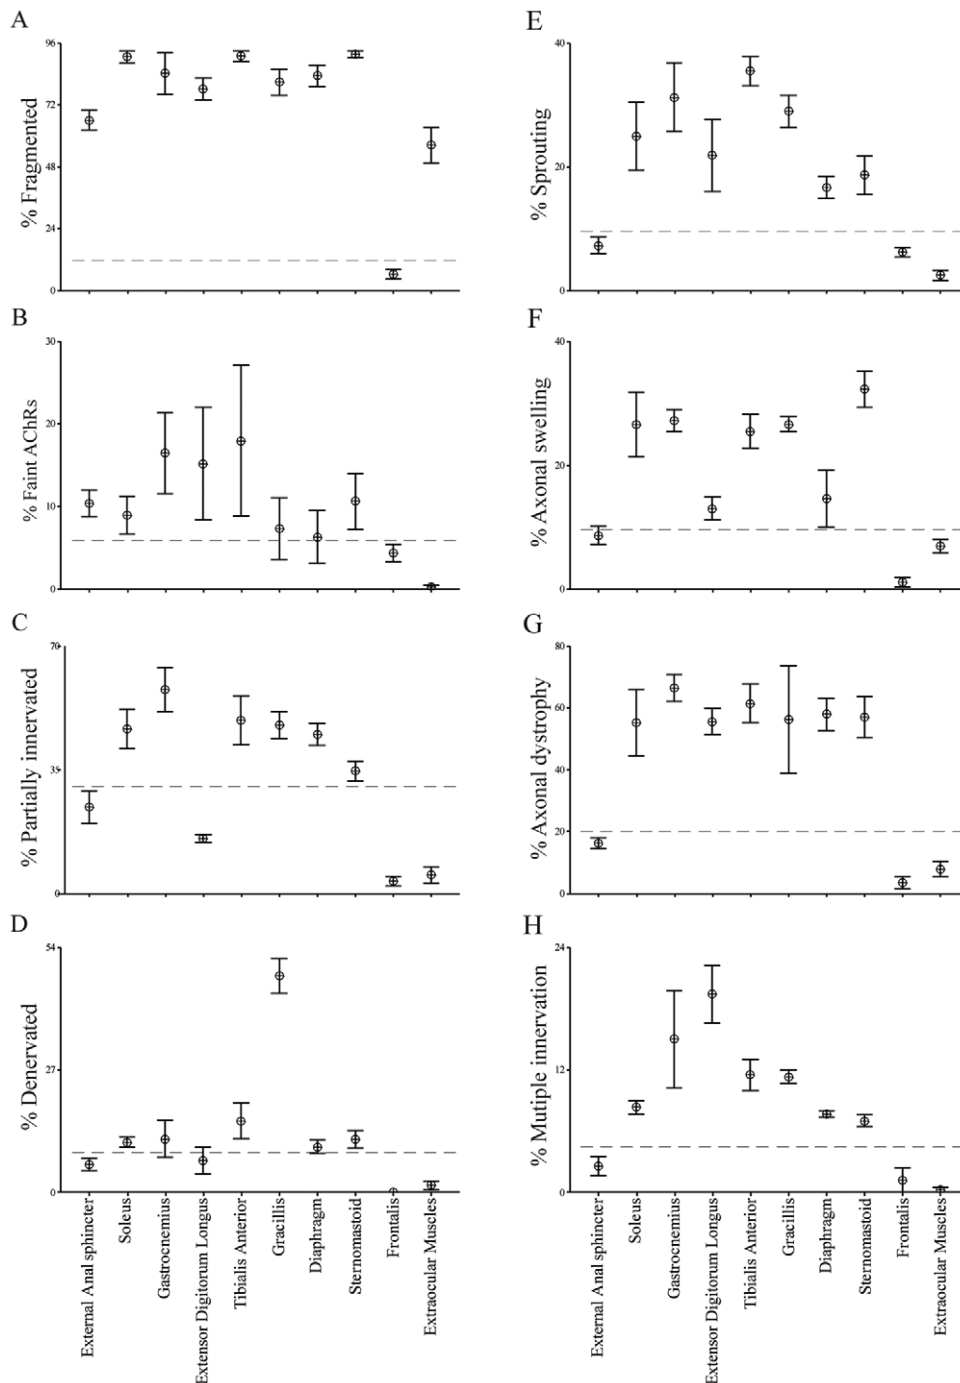 A
96
72
48
24
0
% Fragmented
B
30
20
10
0
% Faint AChRs
C
70
35
0
% Partially innervated
D
54
27
0
% Denervated
External Anal sphincter
Soleus
Gastrocnemius
Extensor Digitorum Longus
Tibialis Anterior
Gracillis
Diaphragm
Sternomastoid
Frontalis
Extraocular Muscles
E
40
20
0
% Sprouting
F
40
20
0
% Axonal swelling
G
80
60
40
20
0
% Axonal dystrophy
H
24
12
0
% Mutiple innervation
External Anal sphincter
Soleus
Gastrocnemius
Extensor Digitorum Longus
Tibialis Anterior
Gracillis
Diaphragm
Sternomastoid
Frontalis
Extraocular Muscles